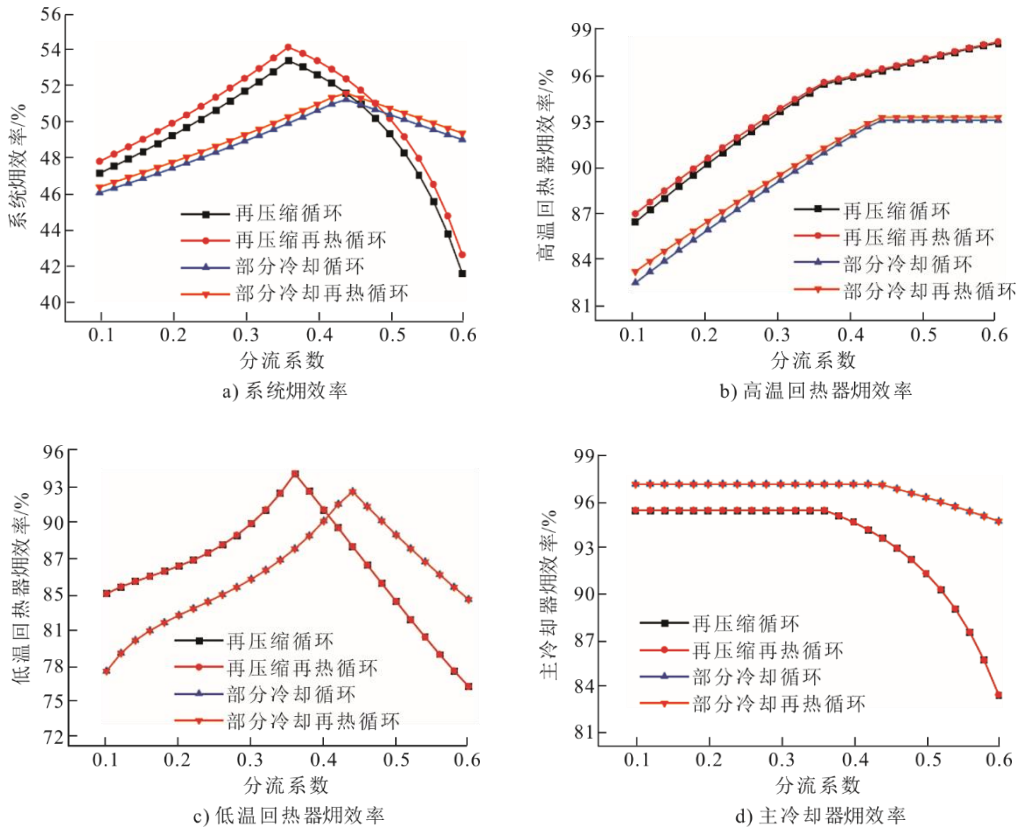 56
54
52
50
48
46
44
42
40
系统㶲效率/%
再压缩循环
再压缩再热循环
部分冷却循环
部分冷却再热循环
0.1 0.2 0.3 0.4 0.5 0.6
分流系数
a) 系统㶲效率
99
96
93
90
87
84
81
高温回热器㶲效率/%
再压缩循环
再压缩再热循环
部分冷却循环
部分冷却再热循环
0.1 0.2 0.3 0.4 0.5 0.6
分流系数
b) 高温回热器㶲效率
96
93
90
87
85
81
78
75
72
低温回热器㶲效率/%
再压缩循环
再压缩再热循环
部分冷却循环
部分冷却再热循环
0.1 0.2 0.3 0.4 0.5 0.6
分流系数
c) 低温回热器㶲效率
99
96
93
90
87
84
81
主冷却器㶲效率/%
再压缩循环
再压缩再热循环
部分冷却循环
部分冷却再热循环
0.1 0.2 0.3 0.4 0.5 0.6
分流系数
d) 主冷却器㶲效率